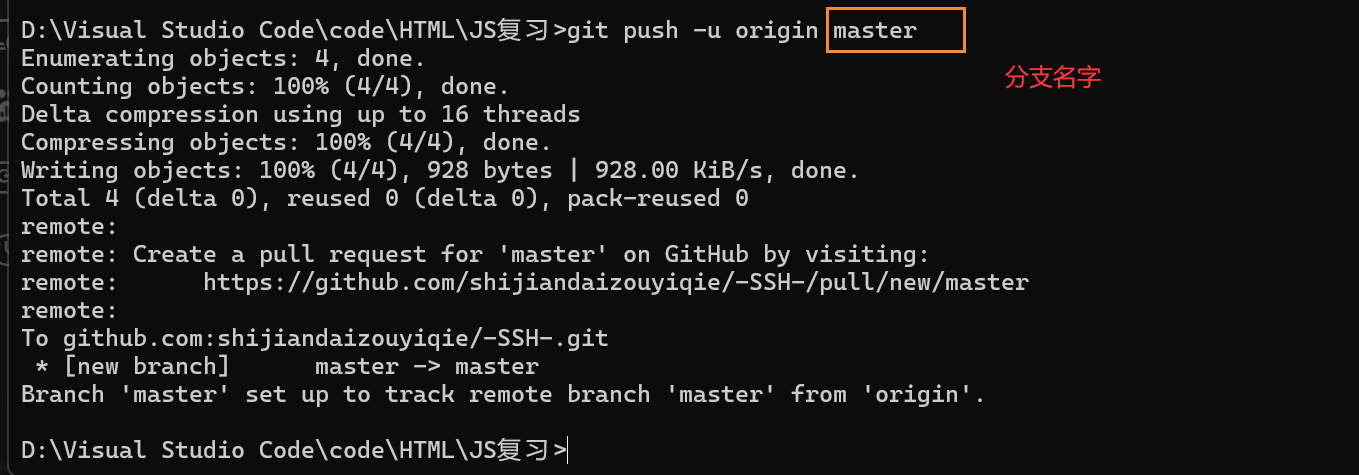 D:\Visual Studio Code\code\HTML\JS复习>git push -u origin master
分支名字
Enumerating objects: 4, done.
Counting objects: 100% (4/4), done.
Delta compression using up to 16 threads
Compressing objects: 100% (4/4), done.
Writing objects: 100% (4/4), 928 bytes | 928.00 KiB/s, done.
Total 4 (delta 0), reused 0 (delta 0), pack-reused 0
remote:
remote: Create a pull request for 'master' on GitHub by visiting:
remote:      https://github.com/shijiandaizouyiqie/-SSH-/pull/new/master
remote:
To github.com:shijiandaizouyiqie/-SSH-.git
 * [new branch]      master -> master
Branch 'master' set up to track remote branch 'master' from 'origin'.
D:\Visual Studio Code\code\HTML\JS复习>